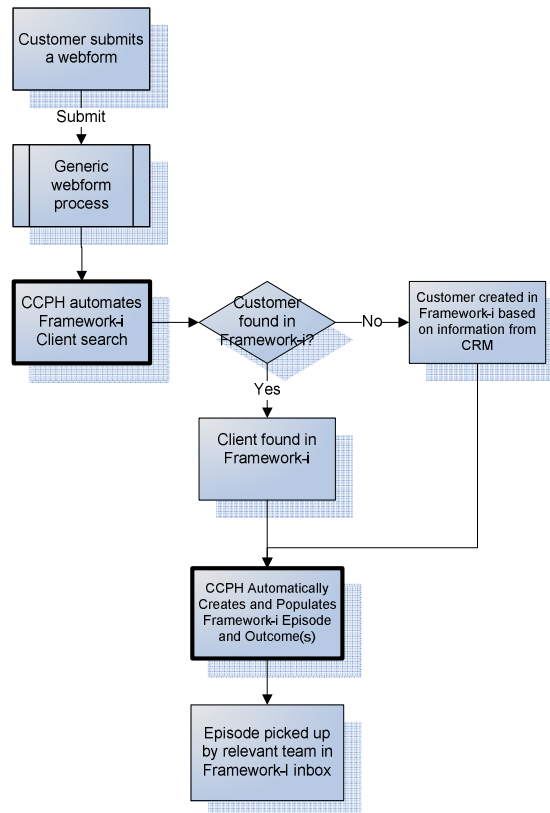 Customer submits
a webform
Submit
Generic
webform
process
CCPH automates
Framework-i
Client search
Customer
found in
Framework-i?
No
Customer created in
Framework-i based
on information from
CRM
Yes
Client found in
Framework-i
CCPH Automatically
Creates and Populates
Framework-i Episode
and Outcome(s)
Episode picked up
by relevant team in
Framework-I inbox